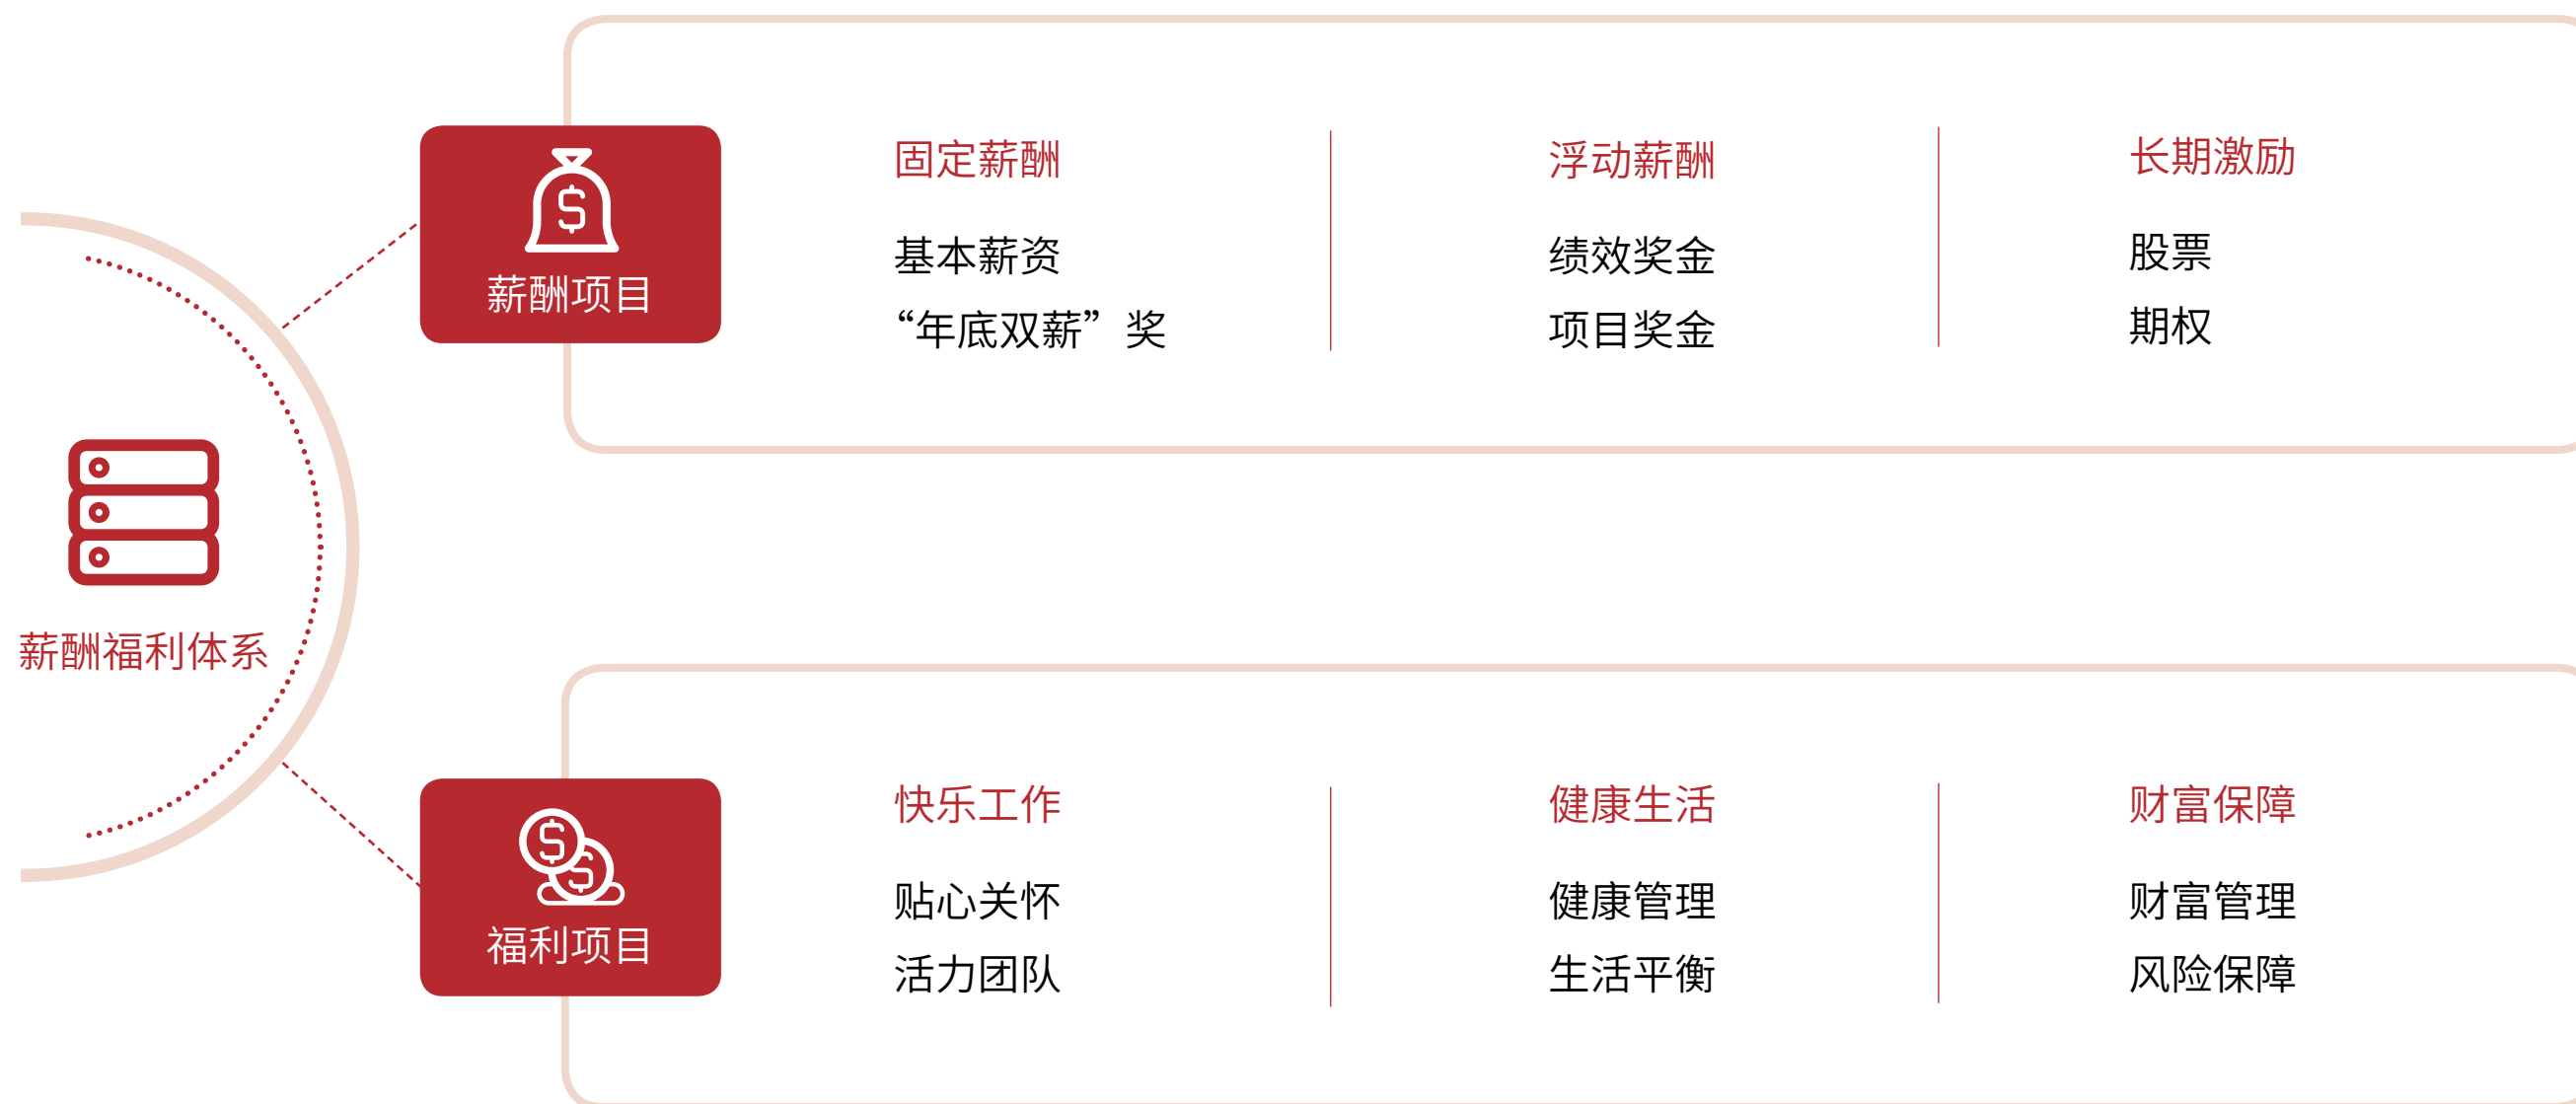 薪酬福利体系
薪酬项目
固定薪酬
基本薪资
“年底双薪”奖
浮动薪酬
绩效奖金
项目奖金
长期激励
股票
期权
福利项目
快乐工作
贴心关怀
活力团队
健康生活
健康管理
生活平衡
财富保障
财富管理
风险保障